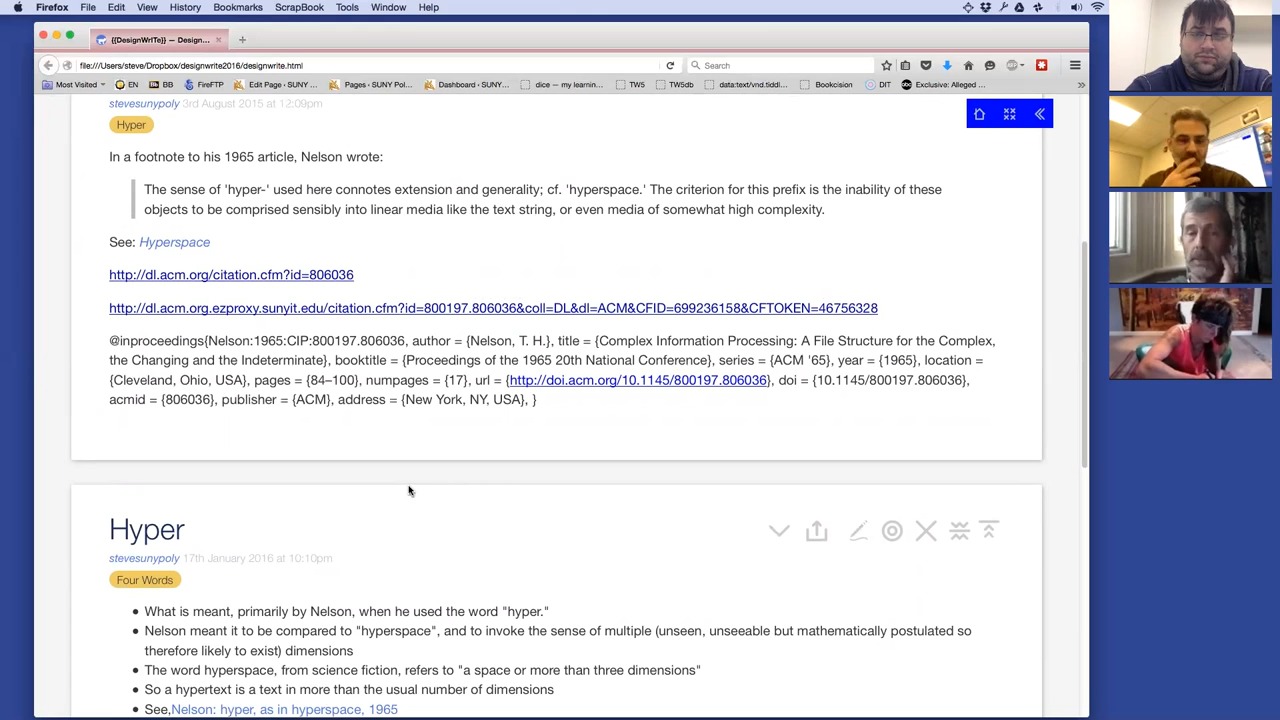 Firefox File Edit View History Bookmarks ScrapBook Tools Window Help
{{DesignWrITe}} — Design...
file:///Users/steve/Dropbox/designwrite2016/designwrite.html
Search
Most Visited EN BB FireFTP Edit Page - SUNY ... Pages - SUNY Pol... Dashboard - SUNY... dice — my learnin... TW5 TW5db data:text/vnd.tiddl... Bookcision DIT Exclusive: Alleged ...
stevesunypoly 3rd August 2015 at 12:09pm
Hyper
In a footnote to his 1965 article, Nelson wrote:
The sense of 'hyper-' used here connotes extension and generality; cf. 'hyperspace.' The criterion for this prefix is the inability of these
objects to be comprised sensibly into linear media like the text string, or even media of somewhat high complexity.
See: Hyperspace
http://dl.acm.org/citation.cfm?id=806036
http://dl.acm.org.ezproxy.sunyit.edu/citation.cfm?id=800197.806036&coll=DL&dl=ACM&CFID=699236158&CFTOKEN=46756328
@inproceedings{Nelson:1965:CIP:800197.806036, author = {Nelson, T. H.}, title = {Complex Information Processing: A File Structure for the Complex,
the Changing and the Indeterminate}, booktitle = {Proceedings of the 1965 20th National Conference}, series = {ACM '65}, year = {1965}, location =
{Cleveland, Ohio, USA}, pages = {84–100}, numpages = {17}, url = {http://doi.acm.org/10.1145/800197.806036}, doi = {10.1145/800197.806036},
acmid = {806036}, publisher = {ACM}, address = {New York, NY, USA}, }
Hyper
stevesunypoly 17th January 2016 at 10:10pm
Four Words
What is meant, primarily by Nelson, when he used the word "hyper."
Nelson meant it to be compared to "hyperspace", and to invoke the sense of multiple (unseen, unseeable but mathematically postulated so
therefore likely to exist) dimensions
The word hyperspace, from science fiction, refers to "a space or more than three dimensions"
So a hypertext is a text in more than the usual number of dimensions
See,Nelson: hyper, as in hyperspace, 1965